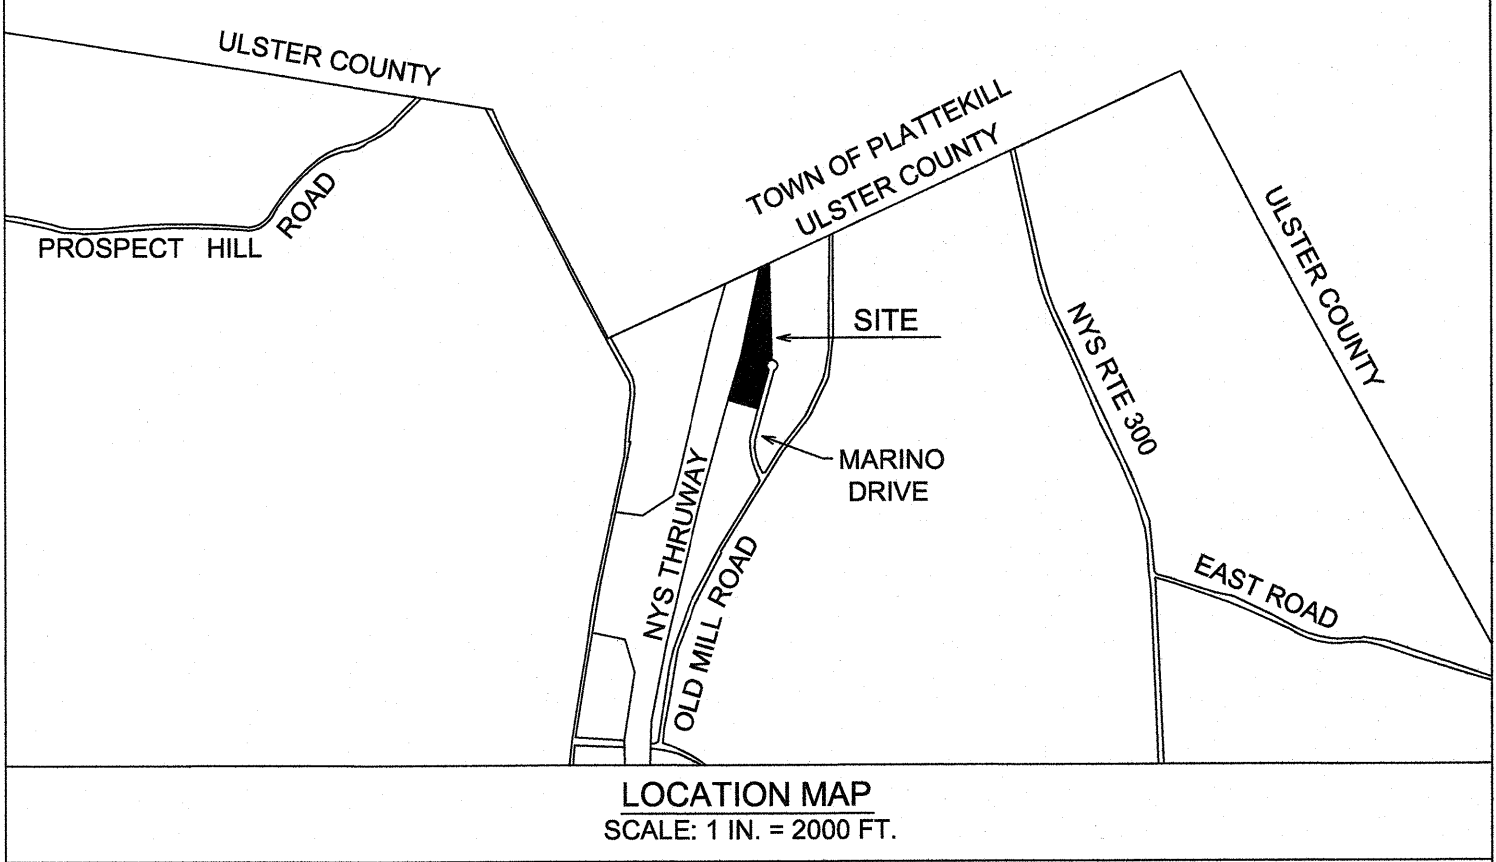 ULSTER COUNTY
TOWN OF PLATTEKILL
ULSTER COUNTY
ULSTER COUNTY
PROSPECT HILL ROAD
SITE
NYS RTE 300
MARINO
DRIVE
NYS THRUWAY
OLD MILL ROAD
EAST ROAD
LOCATION MAP
SCALE: 1 IN. = 2000 FT.